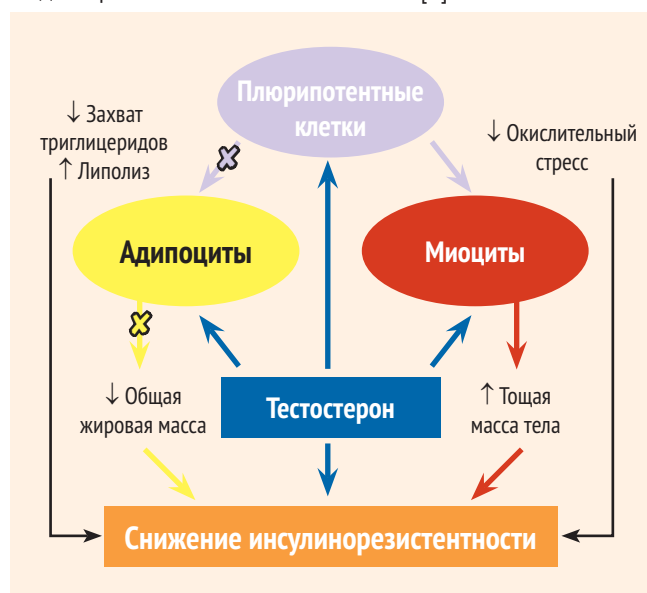 Плюрипотентные
клетки
↓ Захват
триглицеридов
↑ Липолиз
↓ Окислительный
стресс
Адипоциты
Миоциты
↓ Общая
жировая масса
Тестостерон
↑ Тощая
масса тела
Снижение инсулинорезистентности